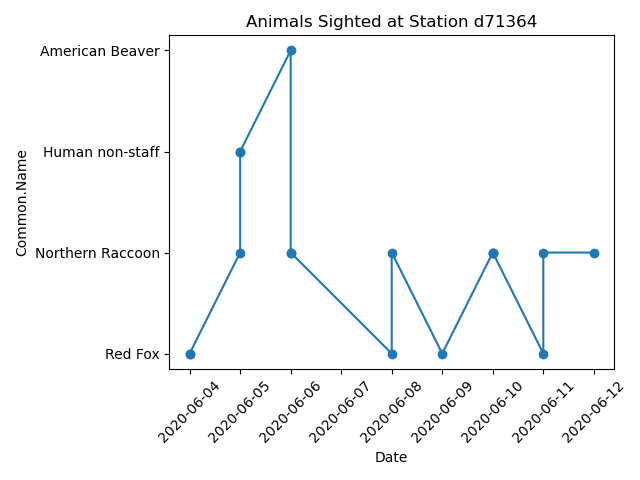 Animals Sighted at Station d71364
American Beaver
Human non-staff
Northern Raccoon
Red Fox
Common.Name
2020-06-04
2020-06-05
2020-06-06
2020-06-07
2020-06-08
2020-06-09
2020-06-10
2020-06-11
2020-06-12
Date